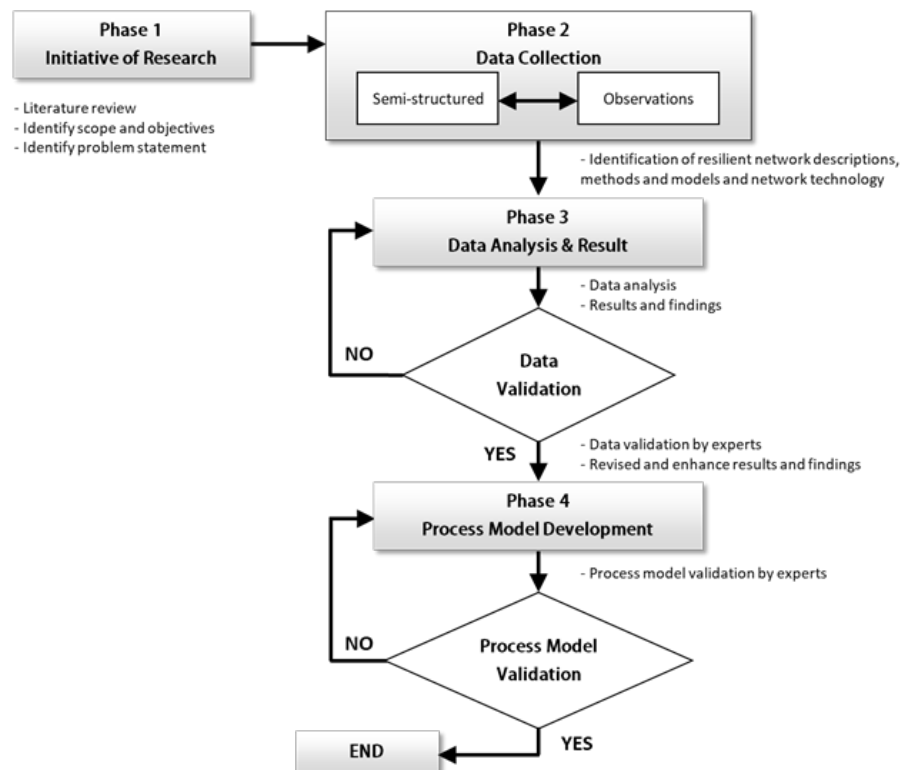 Phase 1
Initiative of Research
- Literature review
- Identify scope and objectives
- Identify problem statement
Phase 2
Data Collection
Semi-structured
Observations
- Identification of resilient network descriptions,
methods and models and network technology
Phase 3
Data Analysis & Result
- Data analysis
- Results and findings
NO
Data
Validation
YES
- Data validation by experts
- Revised and enhance results and findings
Phase 4
Process Model Development
- Process model validation by experts
NO
Process Model
Validation
YES
END